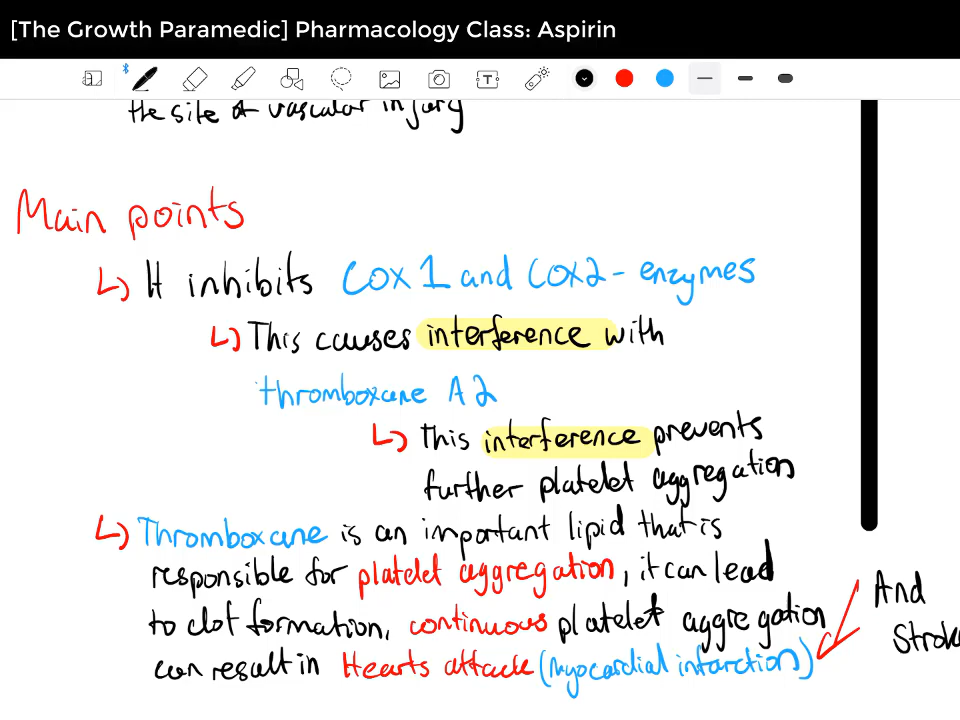 [The Growth Paramedic] Pharmacology Class: Aspirin
the site of vascular injury
Main points
It inhibits Cox 1 and Cox2 - enzymes
This causes interference with
thromboxane A2
This interference prevents
further platelet aggregation
Thromboxane is an important lipid that is
responsible for platelet aggregation, it can lead
to clot formation, continuous platelet aggregation
can result in Hearts attack (myocardial infarction)
And
Stroke